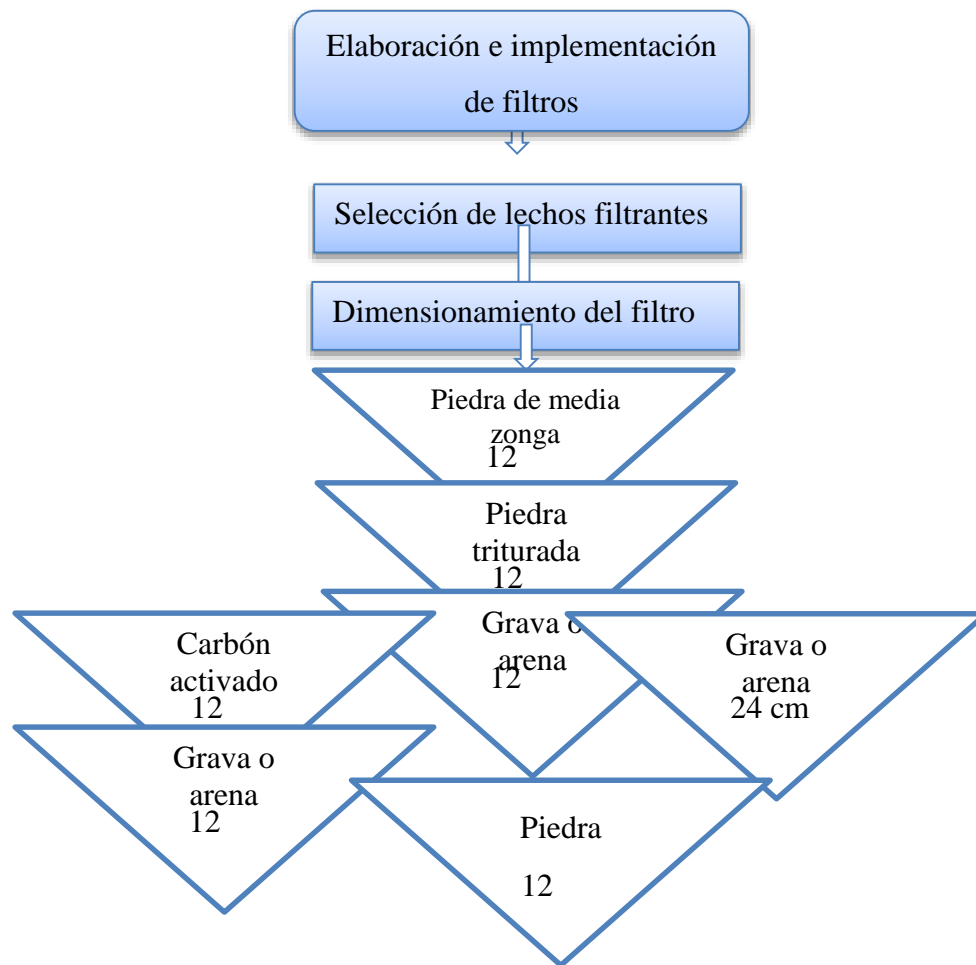 Elaboración e implementación
de filtros
Selección de lechos filtrantes
Dimensionamiento del filtro
Piedra de media
zonga
12
Piedra
triturada
12
Grava o
arena
12
Carbón
activado
12
Grava o
arena
24 cm
Grava o
arena
12
Piedra
12